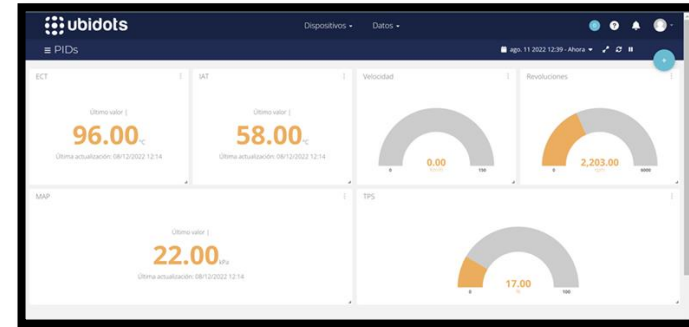 ubidots
Dispositivos
Datos
PIDs
ago. 11 2022 12:39 - Ahora
ECT
Último valor |
96.00 °C
Última actualización: 08/12/2022 12:14
IAT
Último valor |
58.00 °C
Última actualización: 08/12/2022 12:14
Velocidad
0.00
0
150
Revoluciones
2,203.00
0
MAP
Último valor |
22.00 kPa
Última actualización: 08/12/2022 12:14
TPS
17.00
%
0
100